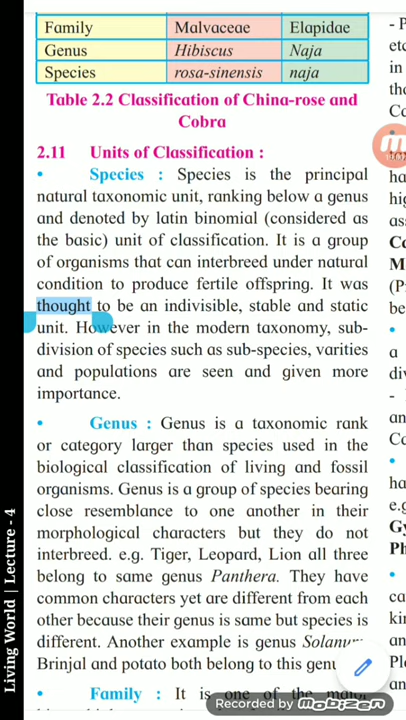 Family Malvaceae Elapidae
Genus Hibiscus Naja
Species rosa-sinensis naja
Table 2.2 Classification of China-rose and
Cobra
2.11 Units of Classification :
• Species : Species is the principal
natural taxonomic unit, ranking below a genus
and denoted by latin binomial (considered as
the basic) unit of classification. It is a group
of organisms that can interbreed under natural
condition to produce fertile offspring. It was
thought to be an indivisible, stable and static
unit. However in the modern taxonomy, sub-
division of species such as sub-species, varities
and populations are seen and given more
importance.
• Genus : Genus is a taxonomic rank
or category larger than species used in the
biological classification of living and fossil
organisms. Genus is a group of species bearing
close resemblance to one another in their
morphological characters but they do not
interbreed. e.g. Tiger, Leopard, Lion all three
belong to same genus Panthera. They have
common characters yet are different from each
other because their genus is same but species is
different. Another example is genus Solanum.
Brinjal and potato both belong to this
• Family : It is one of the major
Living World | Lecture - 4
Recorded by mobizen